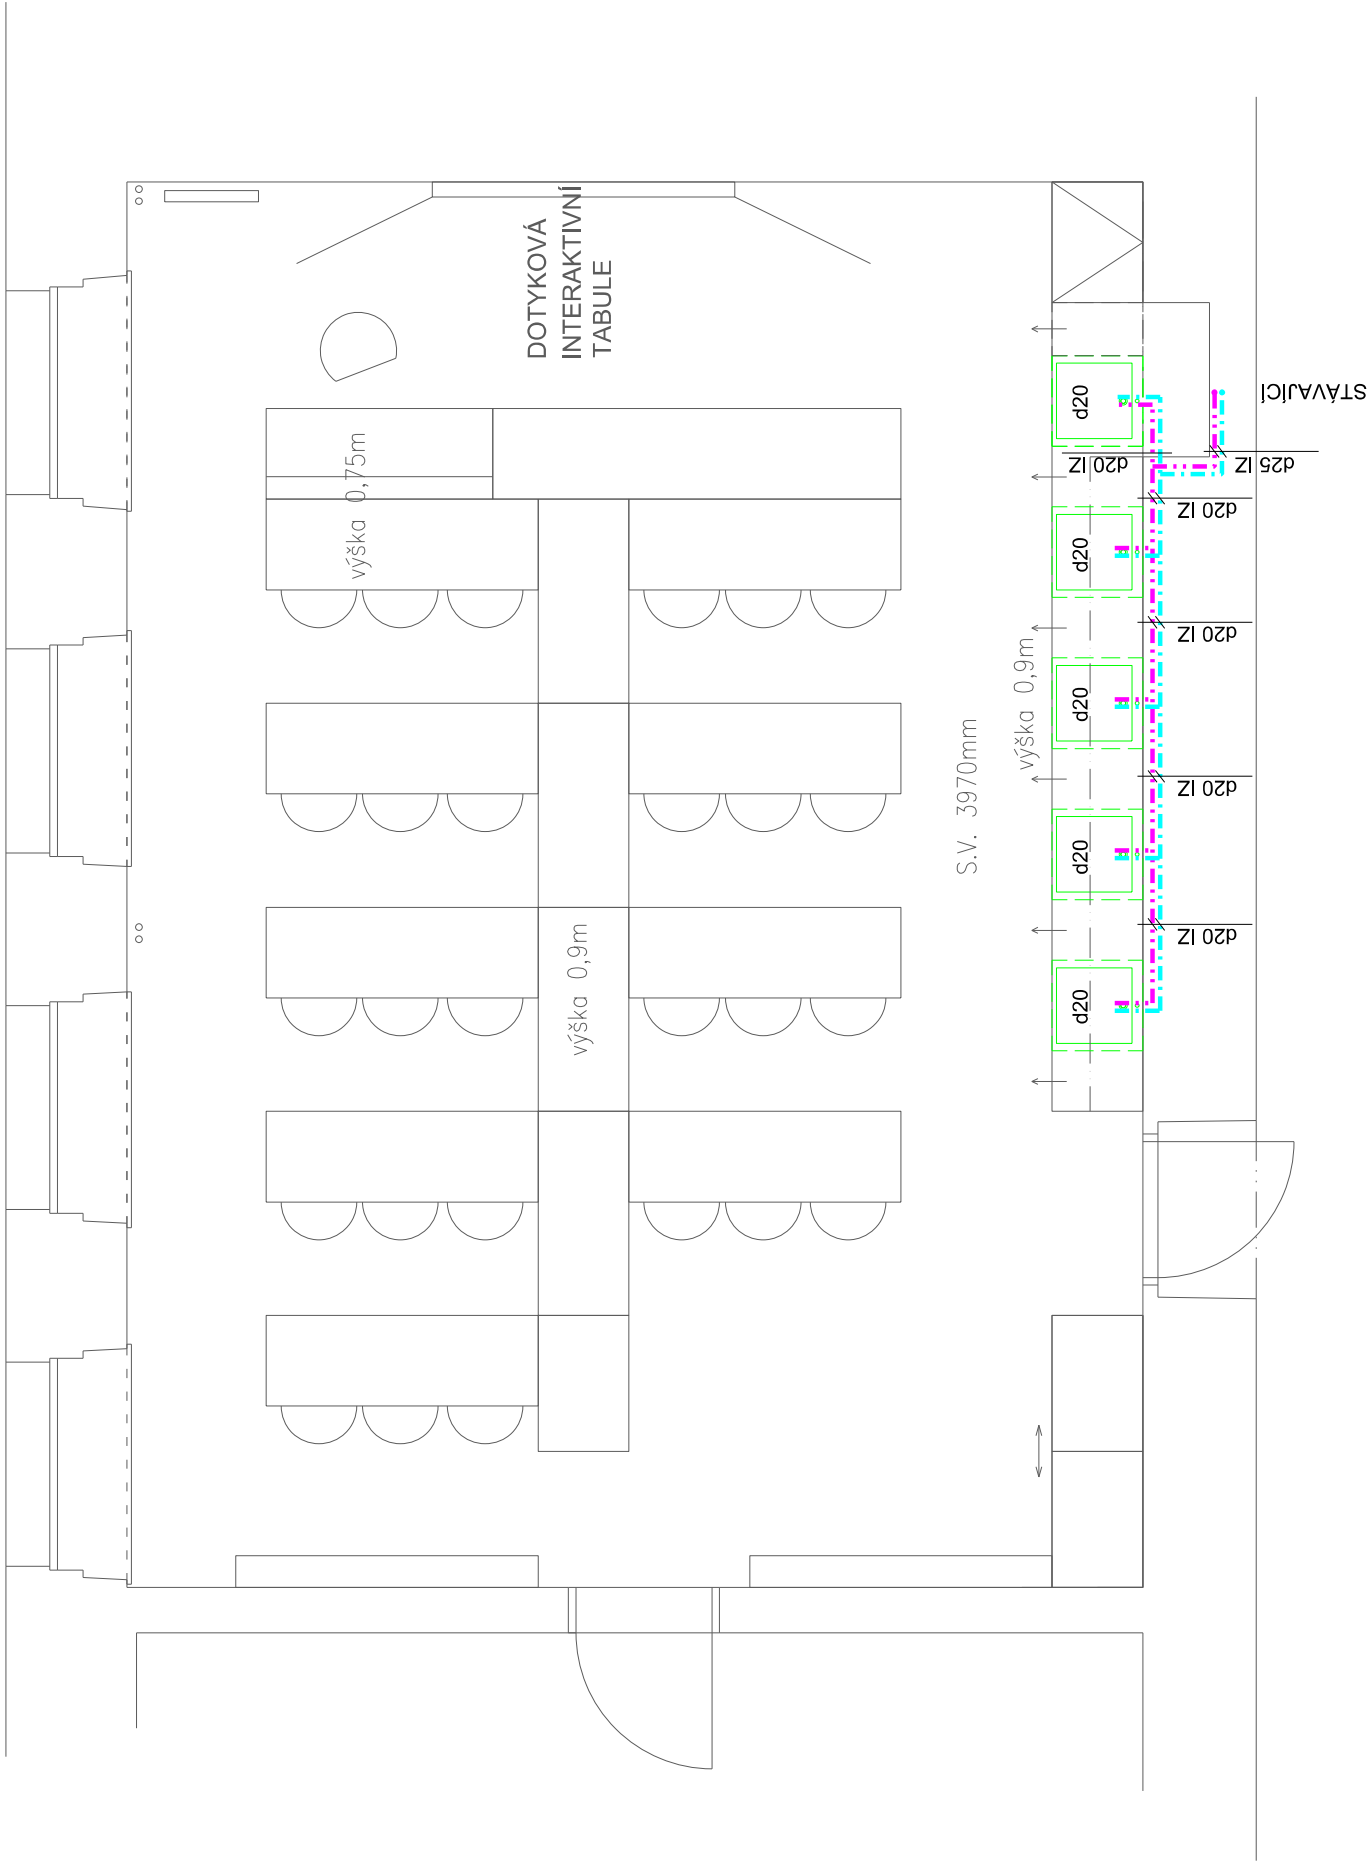 DOTYKOVÁ
INTERAKTIVNÍ
TABULE
výška 0,75m
výška 0,9m
S.V. 3970mm
výška 0,9m
d20
d20
d20
d20
d20
STÁVAJÍCÍ
d20 IZ
d25 IZ
d20 IZ
d20 IZ
d20 IZ
d20 IZ